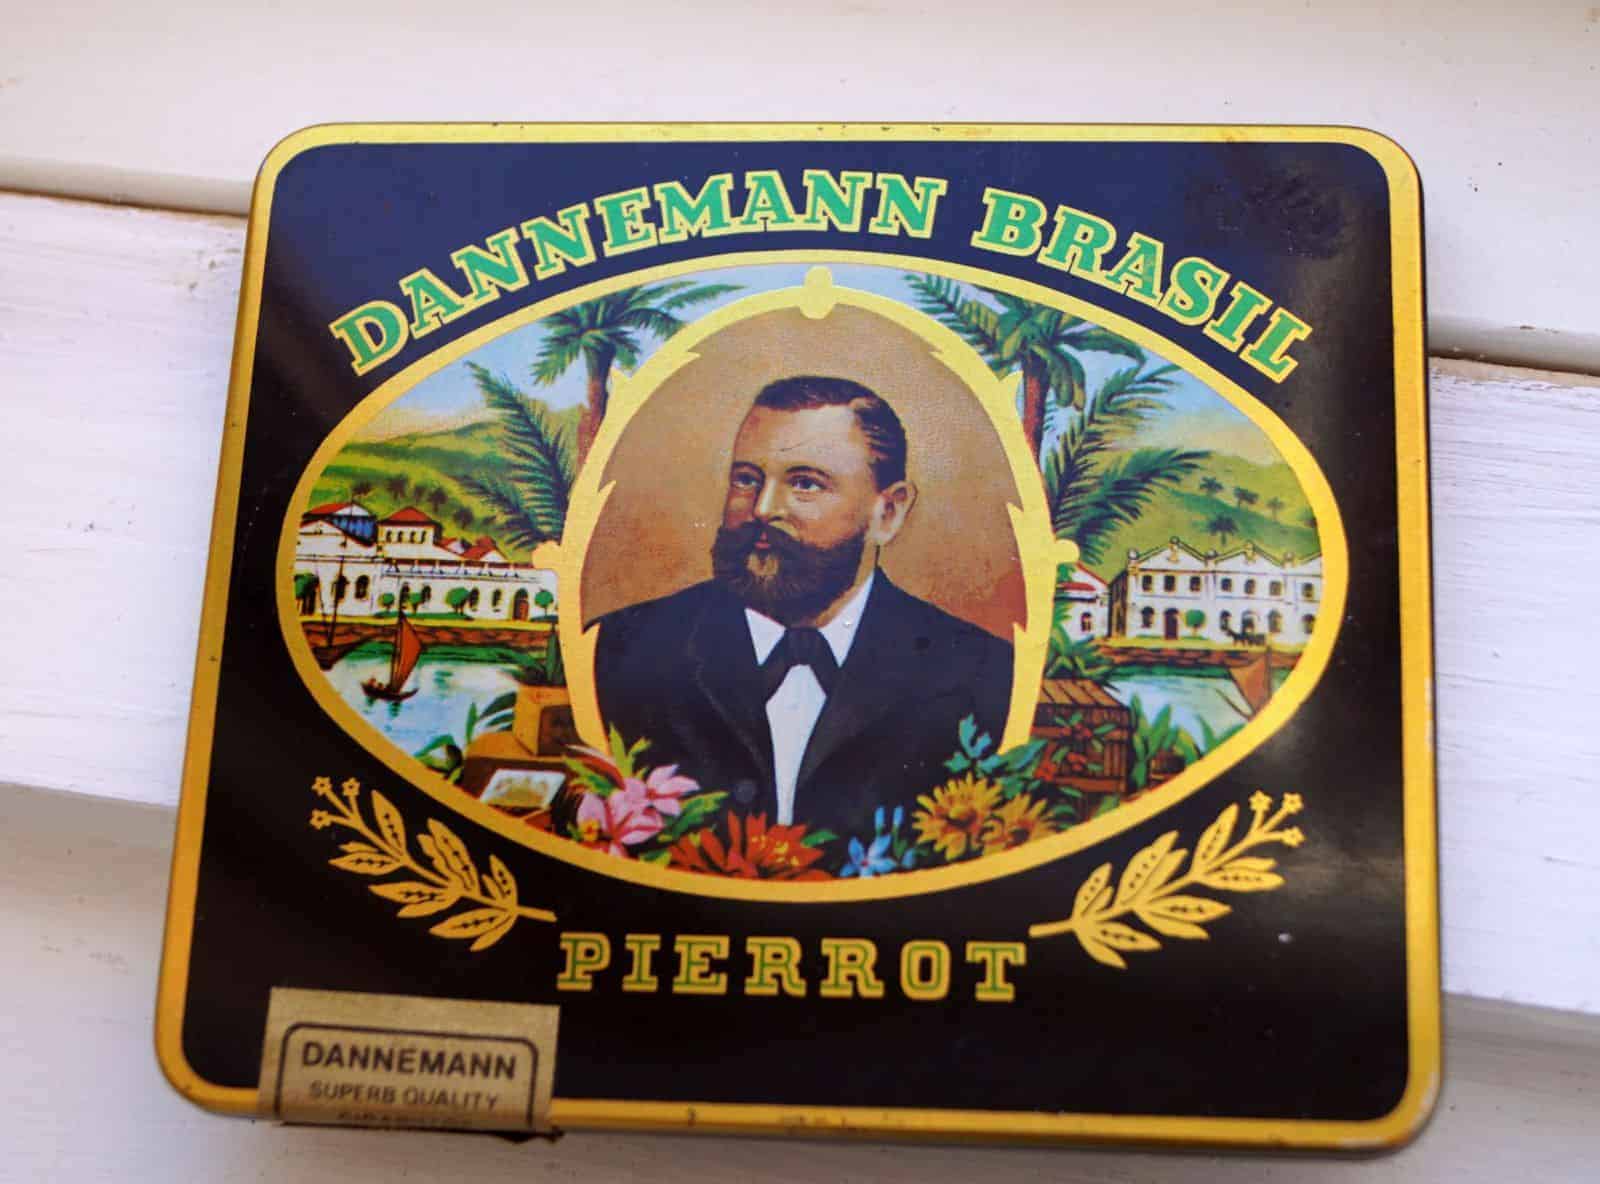 DANNEMANN BRASIL
PIERROT
DANNEMANN
SUPERB QUALITY